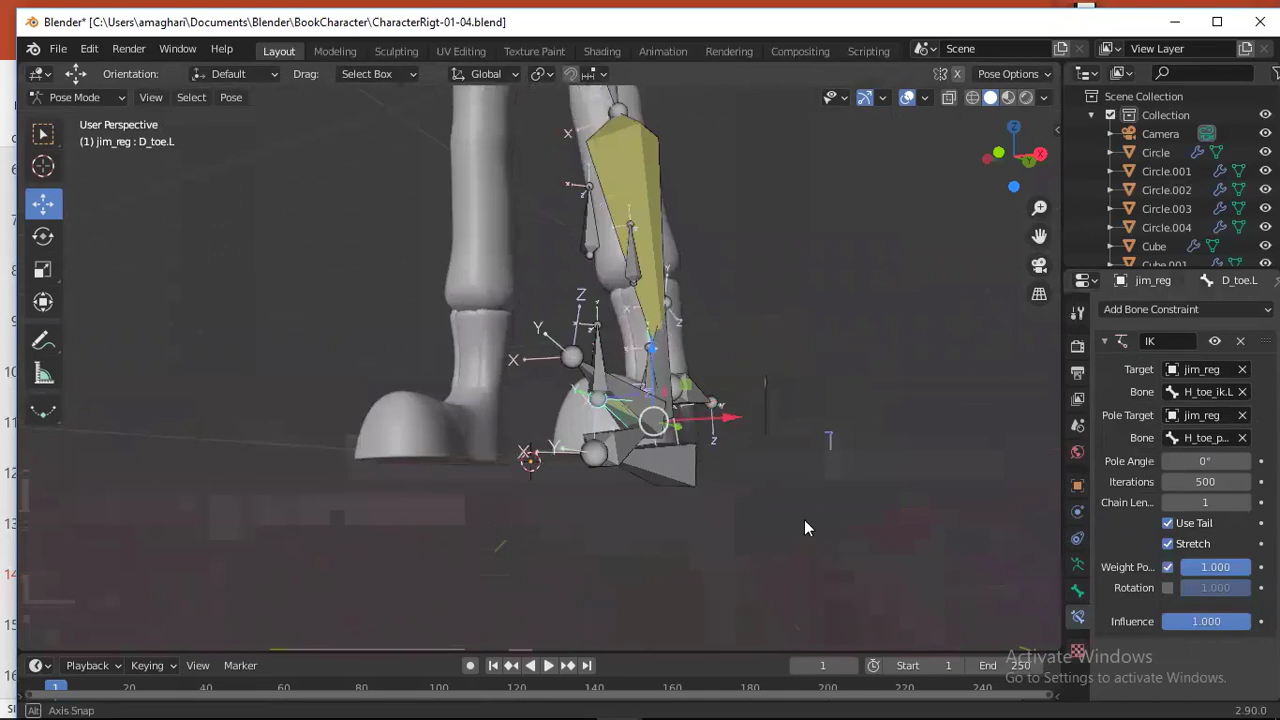 Blender* [C:\Users\amaghari\Documents\Blender\BookCharacter\CharacterRigt-01-04.blend]
File Edit Render Window Help Layout Modeling Sculpting UV Editing Texture Paint Shading Animation Rendering Compositing Scripting Scene View Layer
Orientation: Default Drag: Select Box Global X Pose Options
Pose Mode View Select Pose
User Perspective
(1) jim_reg : D_toe.L
Scene Collection
Collection
Camera
Circle
Circle.001
Circle.002
Circle.003
Circle.004
Cube
Cube.001
jim_reg D_toe.L
Add Bone Constraint
IK
Target jim_reg
Bone H_toe_ik.L
Pole Target jim_reg
Bone H_toe_p...
Pole Angle 0°
Iterations 500
Chain Len... 1
Use Tail
Stretch
Weight Po... 1.000
Rotation 1.000
Influence 1.000
Activate Windows
Go to Settings to activate Windows.
Playback Keying View Marker 1 Start 1 End 250
1 20 40 60 80 100 120 140 160 180 200 220 240
Alt Axis Snap 2.90.0